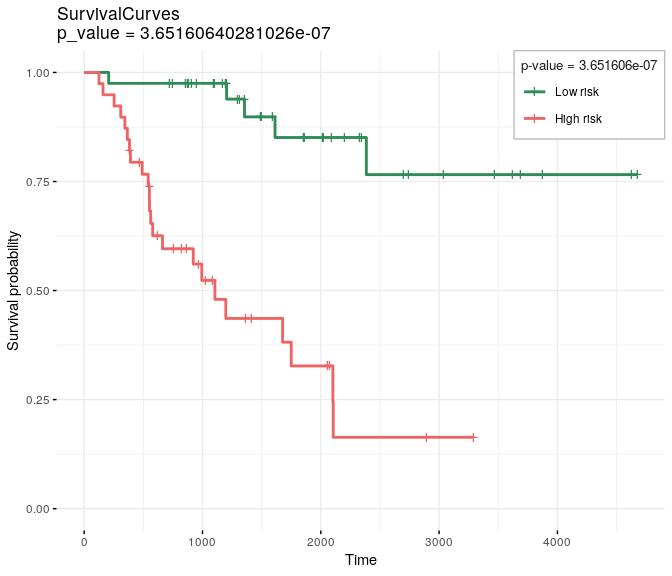 SurvivalCurves
p_value = 3.65160640281026e-07
p-value = 3.651606e-07
Low risk
High risk
Survival probability
1.00
0.75
0.50
0.25
0.00
0
1000
2000
3000
4000
Time